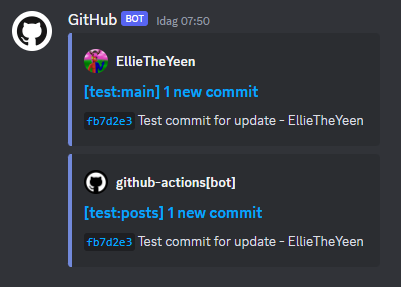 GitHub BOT Idag 07:50
EllieTheYeen
[test:main] 1 new commit
fb7d2e3 Test commit for update - EllieTheYeen
github-actions[bot]
[test:posts] 1 new commit
fb7d2e3 Test commit for update - EllieTheYeen